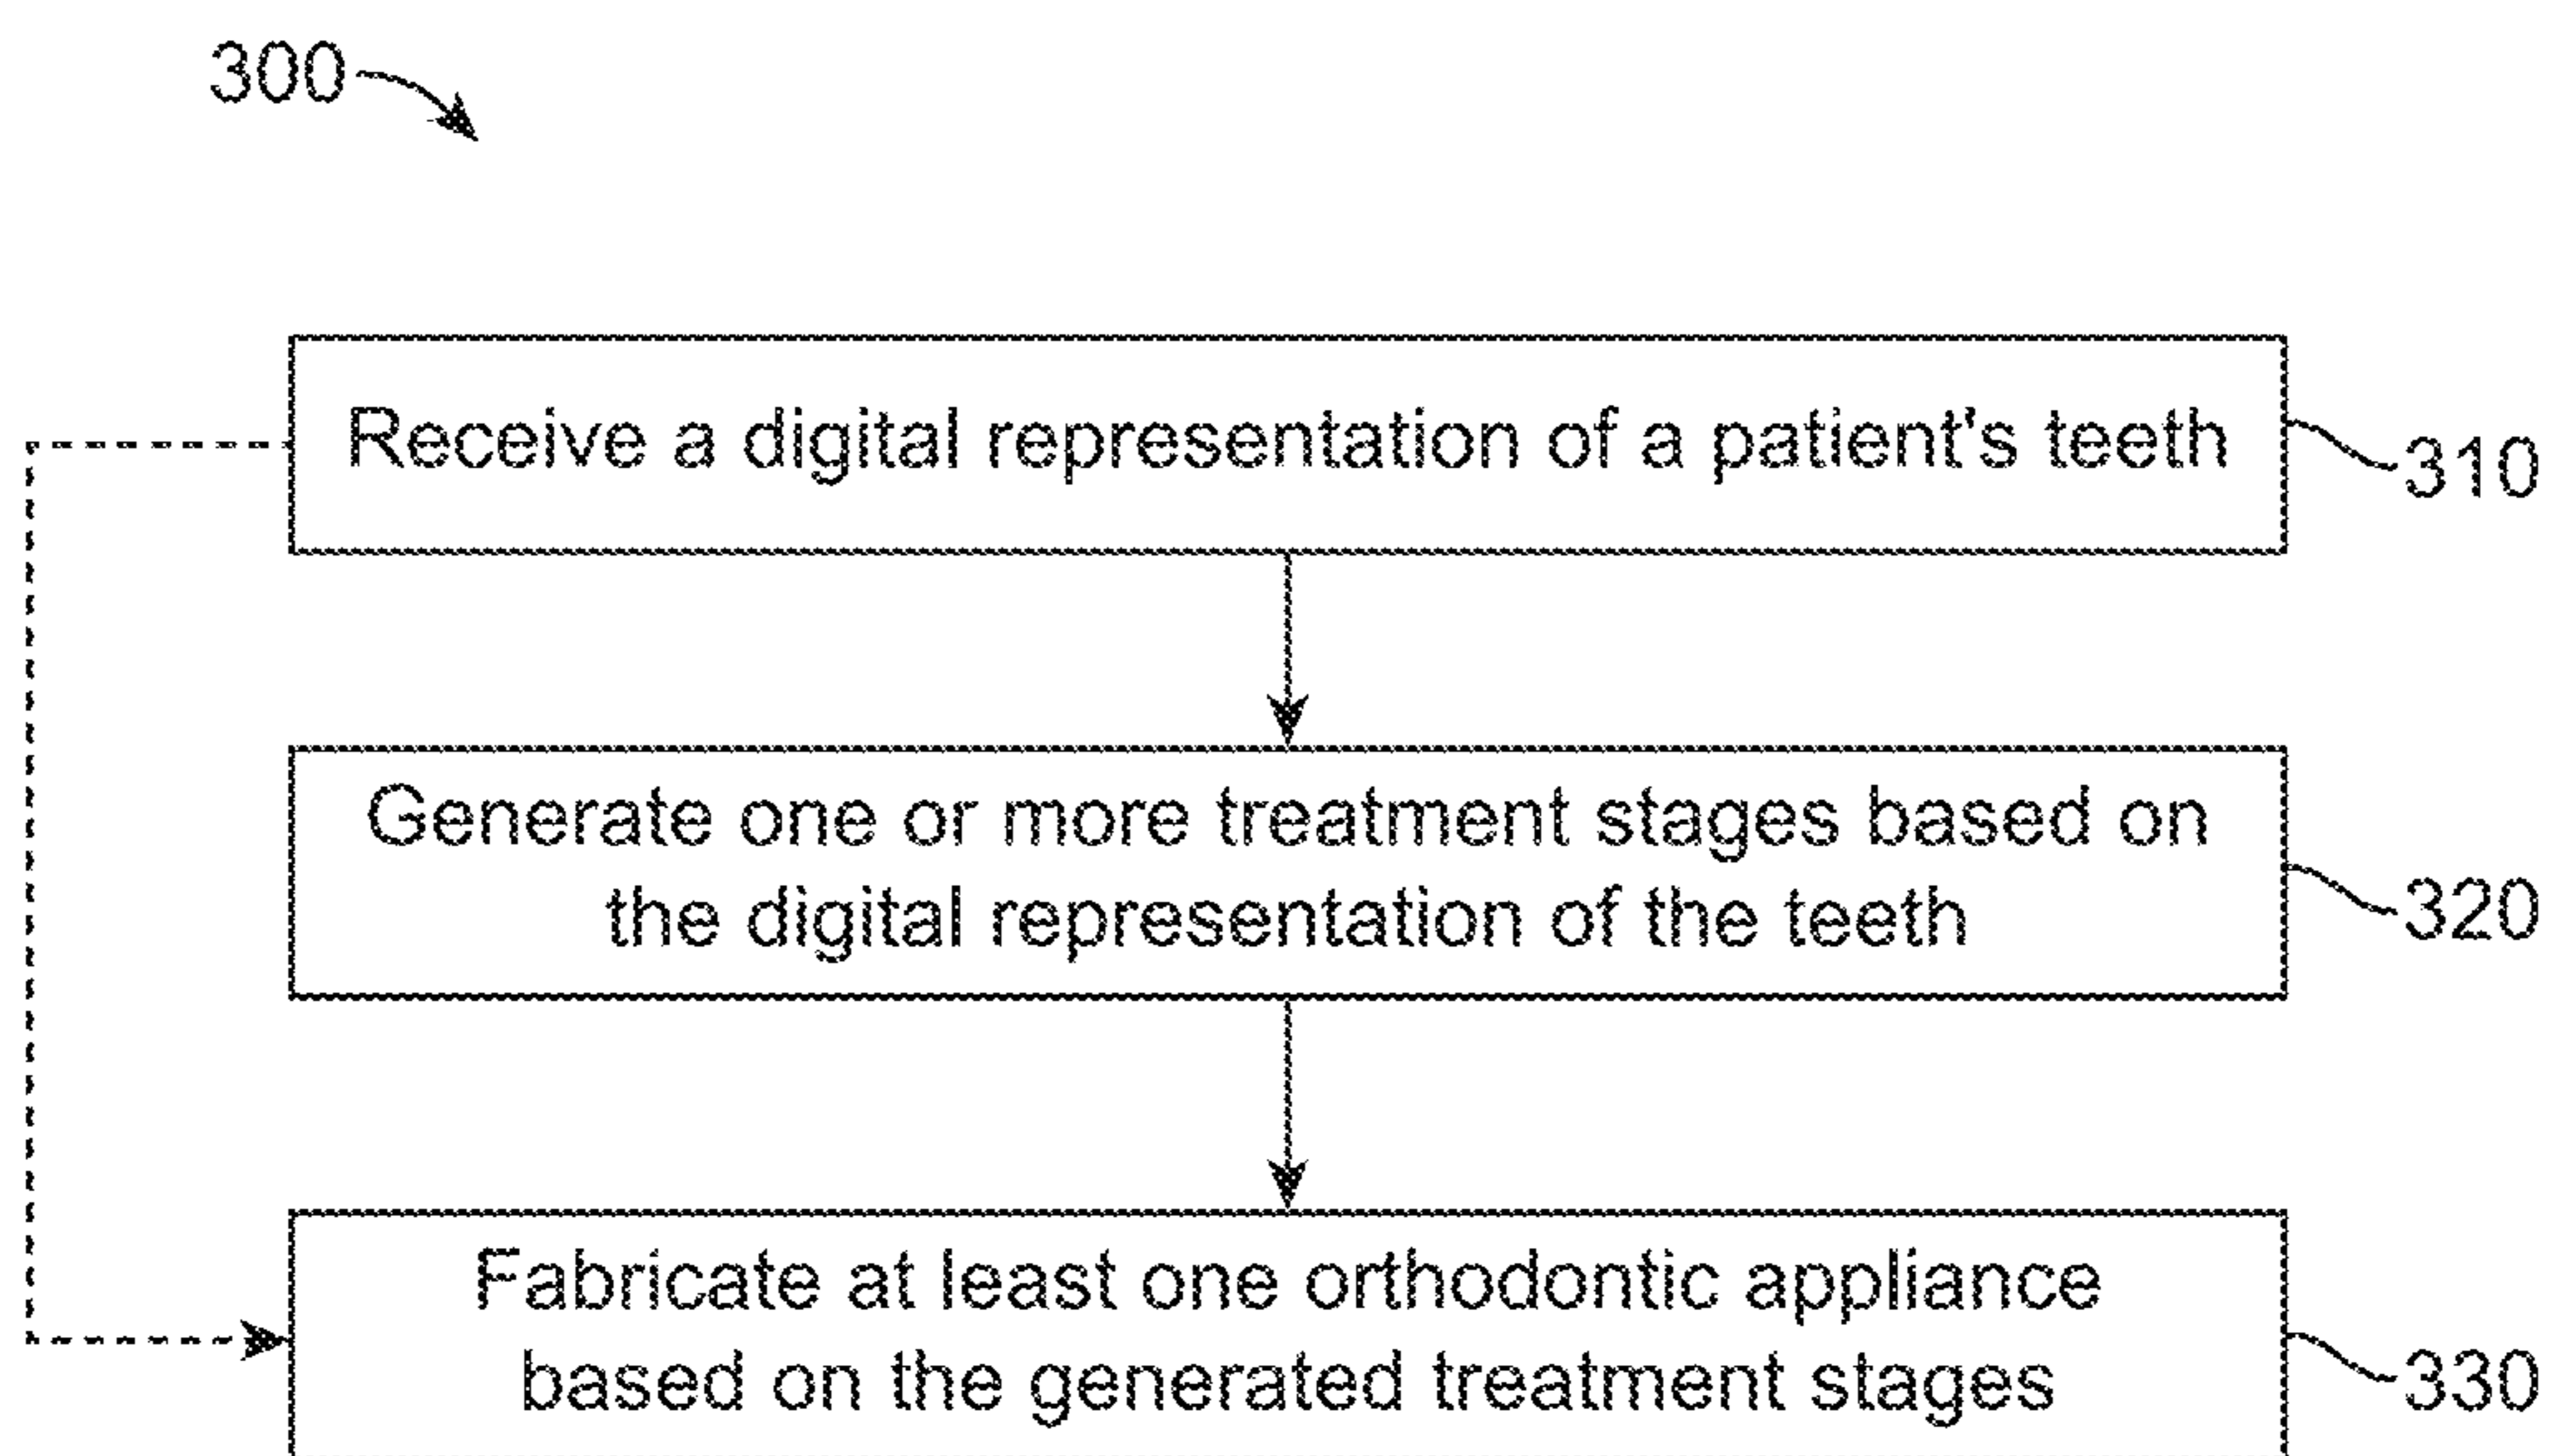 300
Receive a digital representation of a patient's teeth
310
Generate one or more treatment stages based on
the digital representation of the teeth
320
Fabricate at least one orthodontic appliance
based on the generated treatment stages
330